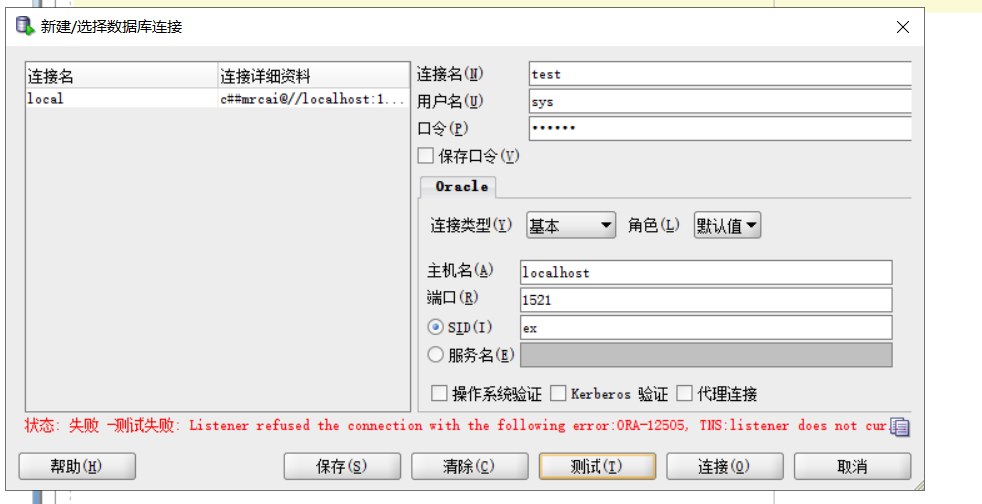 新建/选择数据库连接
连接名 连接详细资料
local c##mrcai@//localhost:1...
连接名(N) test
用户名(U) sys
口令(P) ••••••
保存口令(V)
Oracle
连接类型(Y) 基本 角色(L) 默认值
主机名(A) localhost
端口(R) 1521
SID(I) ex
服务名(E)
操作系统验证 Kerberos 验证 代理连接
状态: 失败 -测试失败: Listener refused the connection with the following error:ORA-12505, TNS:listener does not cur
帮助(H) 保存(S) 清除(C) 测试(T) 连接(O) 取消